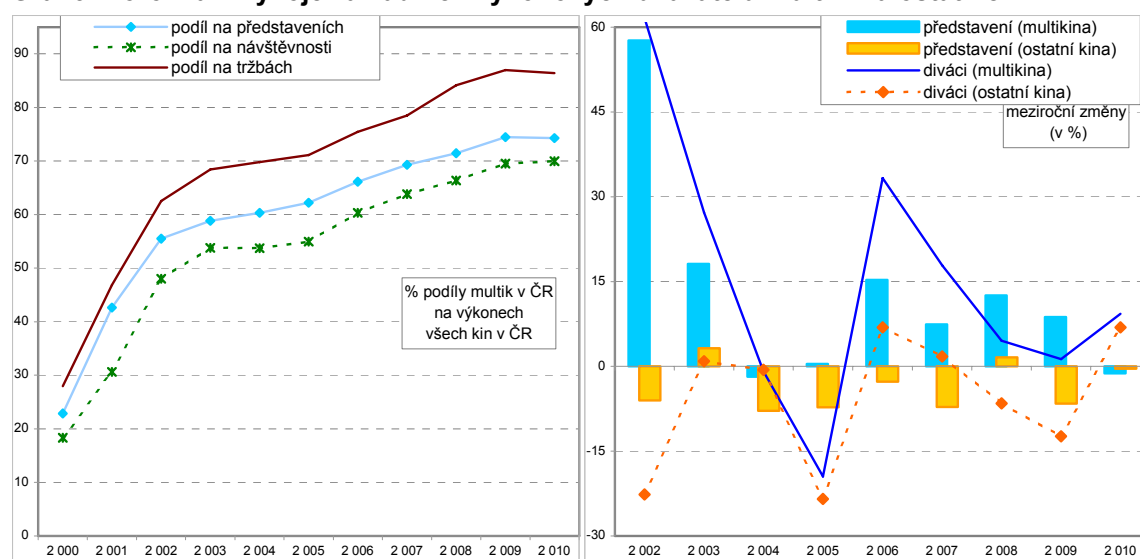 podíl na představeních
podíl na návštěvnosti
podíl na tržbách
90
80
70
60
50
40
30
20
10
0
% podíly multik v ČR
na výkonech
všech kin v ČR
2 000 2 001 2 002 2 003 2 004 2 005 2 006 2 007 2 008 2 009 2 010
představení (multikina)
představení (ostatní kina)
diváci (multikina)
diváci (ostatní kina)
meziroční změny
(v %)
60
45
30
15
0
-15
-30
2 002 2 003 2 004 2 005 2 006 2 007 2 008 2 009 2 010